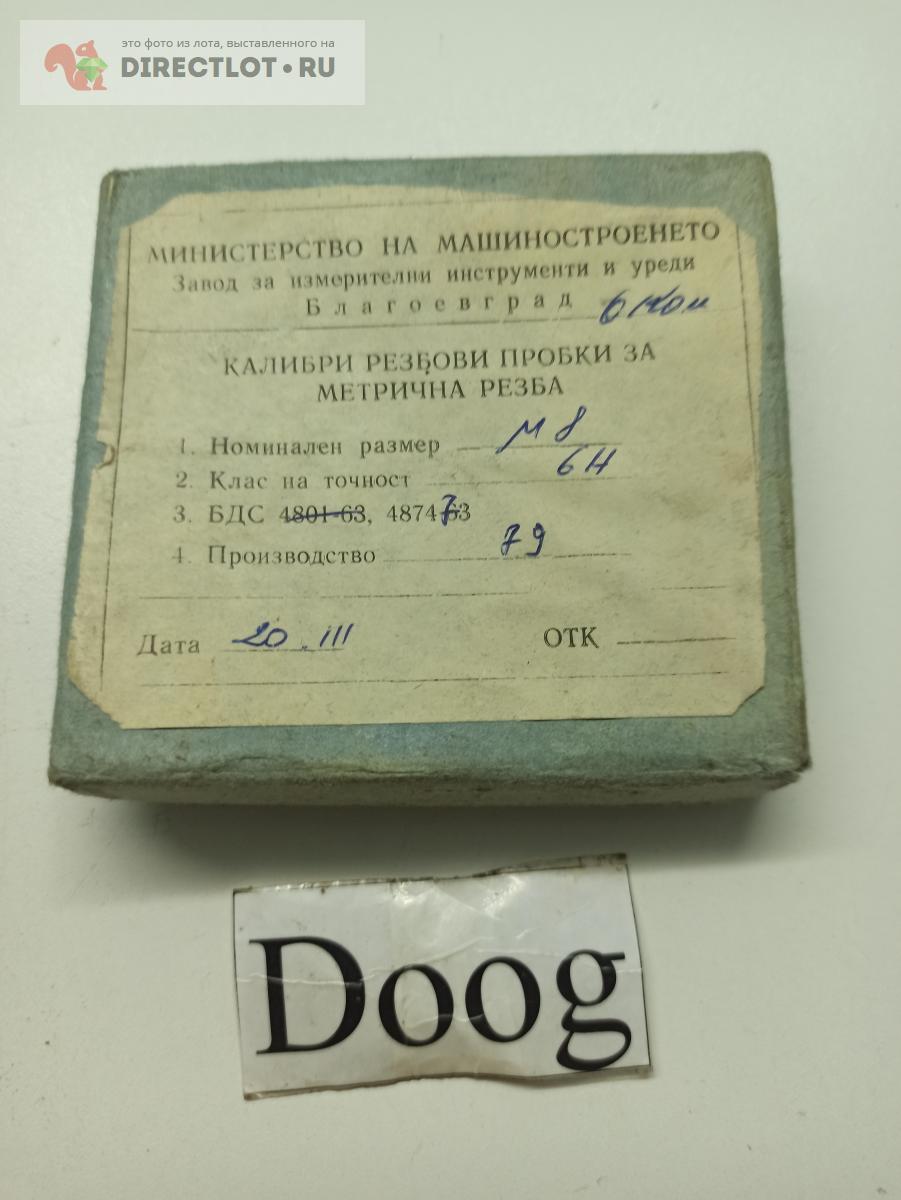 это фото из лота, выставленного на
DIRECTLOT•RU
МИНИСТЕРСТВО НА МАШИНОСТРОЕНЕТО
Завод за измерителни инструменти и уреди
Благоевград
КАЛИБРИ РЕЗБОВИ ПРОБКИ ЗА
МЕТРИЧНА РЕЗБА
1. Номинален размер М 8
2. Клас на точност 6H
3. БДС 4801-63, 4874-73
4. Производство 79
Дата 20.III ОТК
Doog